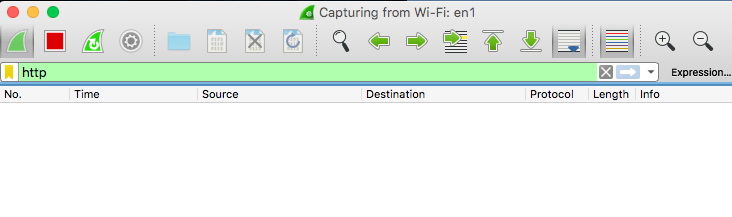 Capturing from Wi-Fi: en1
http
Expression...
No. Time Source Destination Protocol Length Info